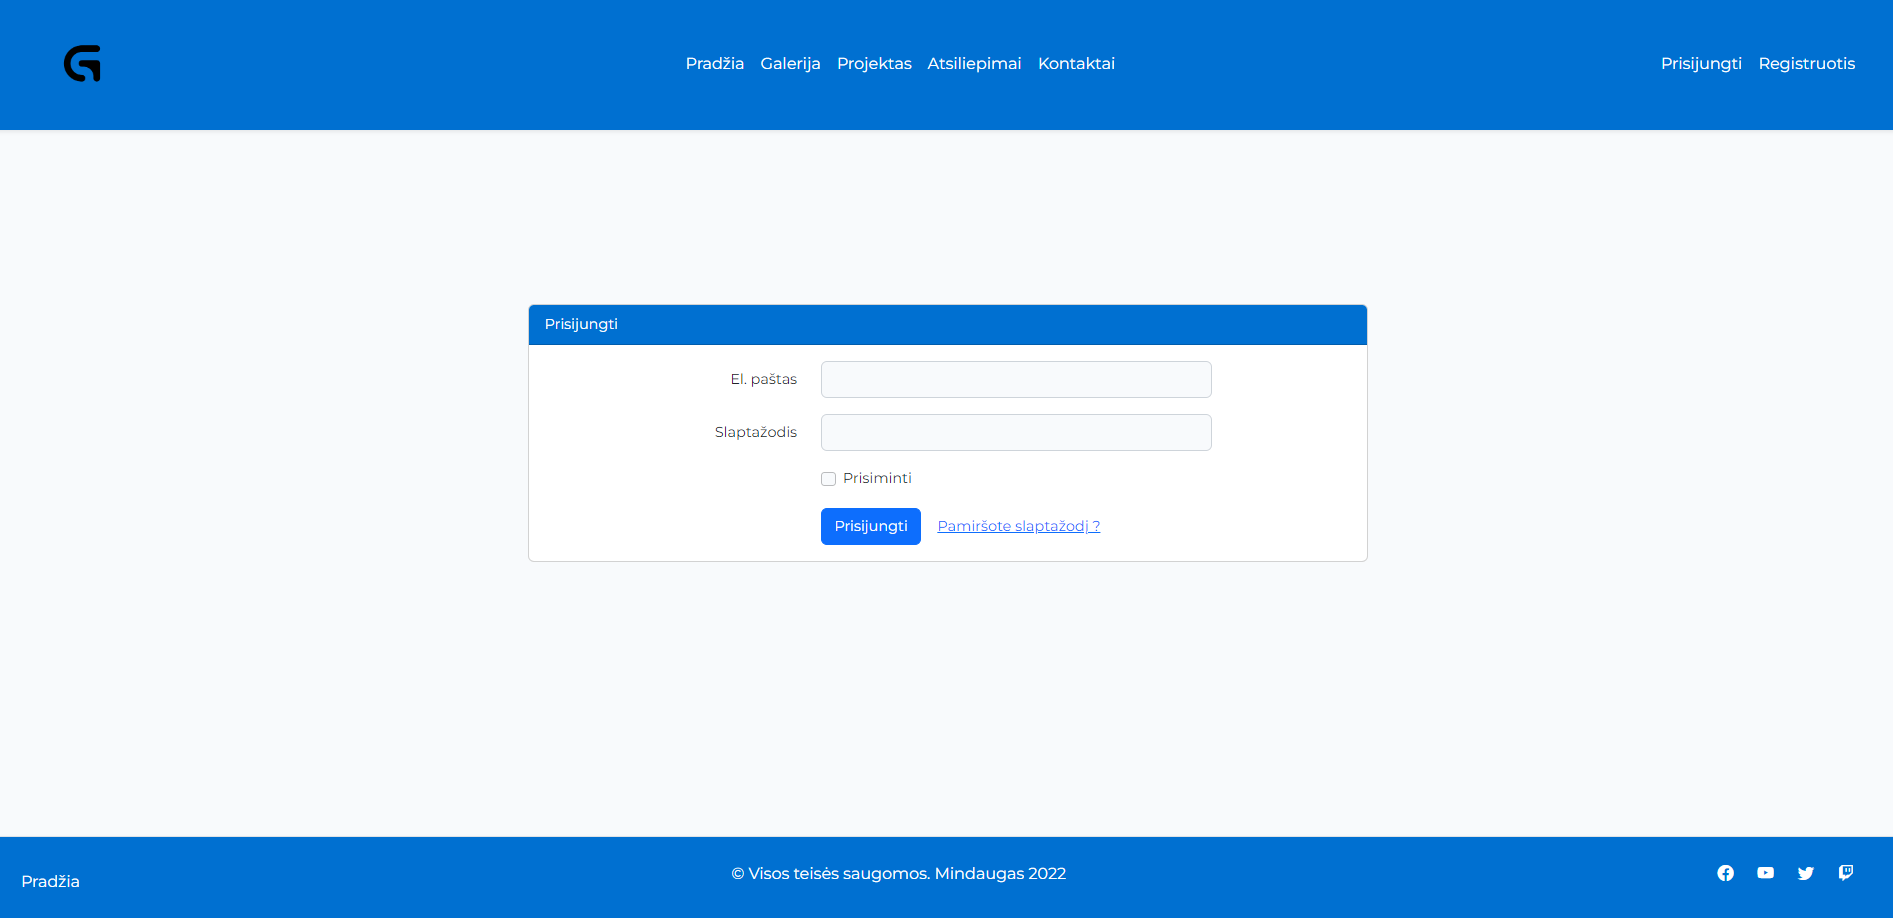 Pradžia Galerija Projektas Atsiliepimai Kontaktai Prisijungti Registruotis
Prisijungti
El. paštas
Slaptažodis
Prisiminti
Prisijungti Pamiršote slaptažodį ?
© Visos teisės saugomos. Mindaugas 2022
Pradžia